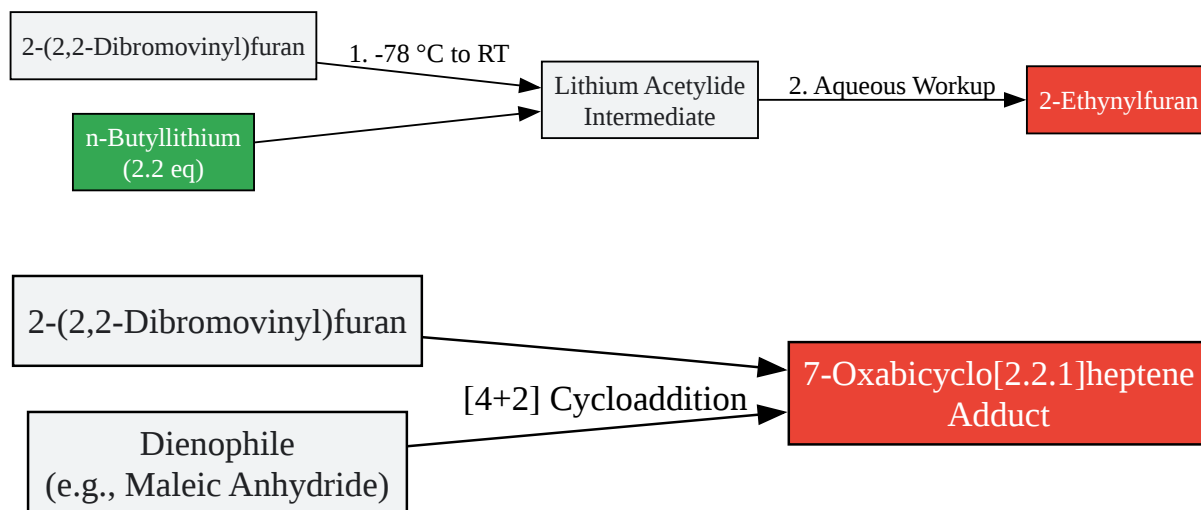 2-(2,2-Dibromovinyl)furan
1. -78 °C to RT
n-Butyllithium
(2.2 eq)
Lithium Acetylide
Intermediate
2. Aqueous Workup
2-Ethynylfuran
2-(2,2-Dibromovinyl)furan
[4+2] Cycloaddition
Dienophile
(e.g., Maleic Anhydride)
7-Oxabicyclo[2.2.1]heptene
Adduct